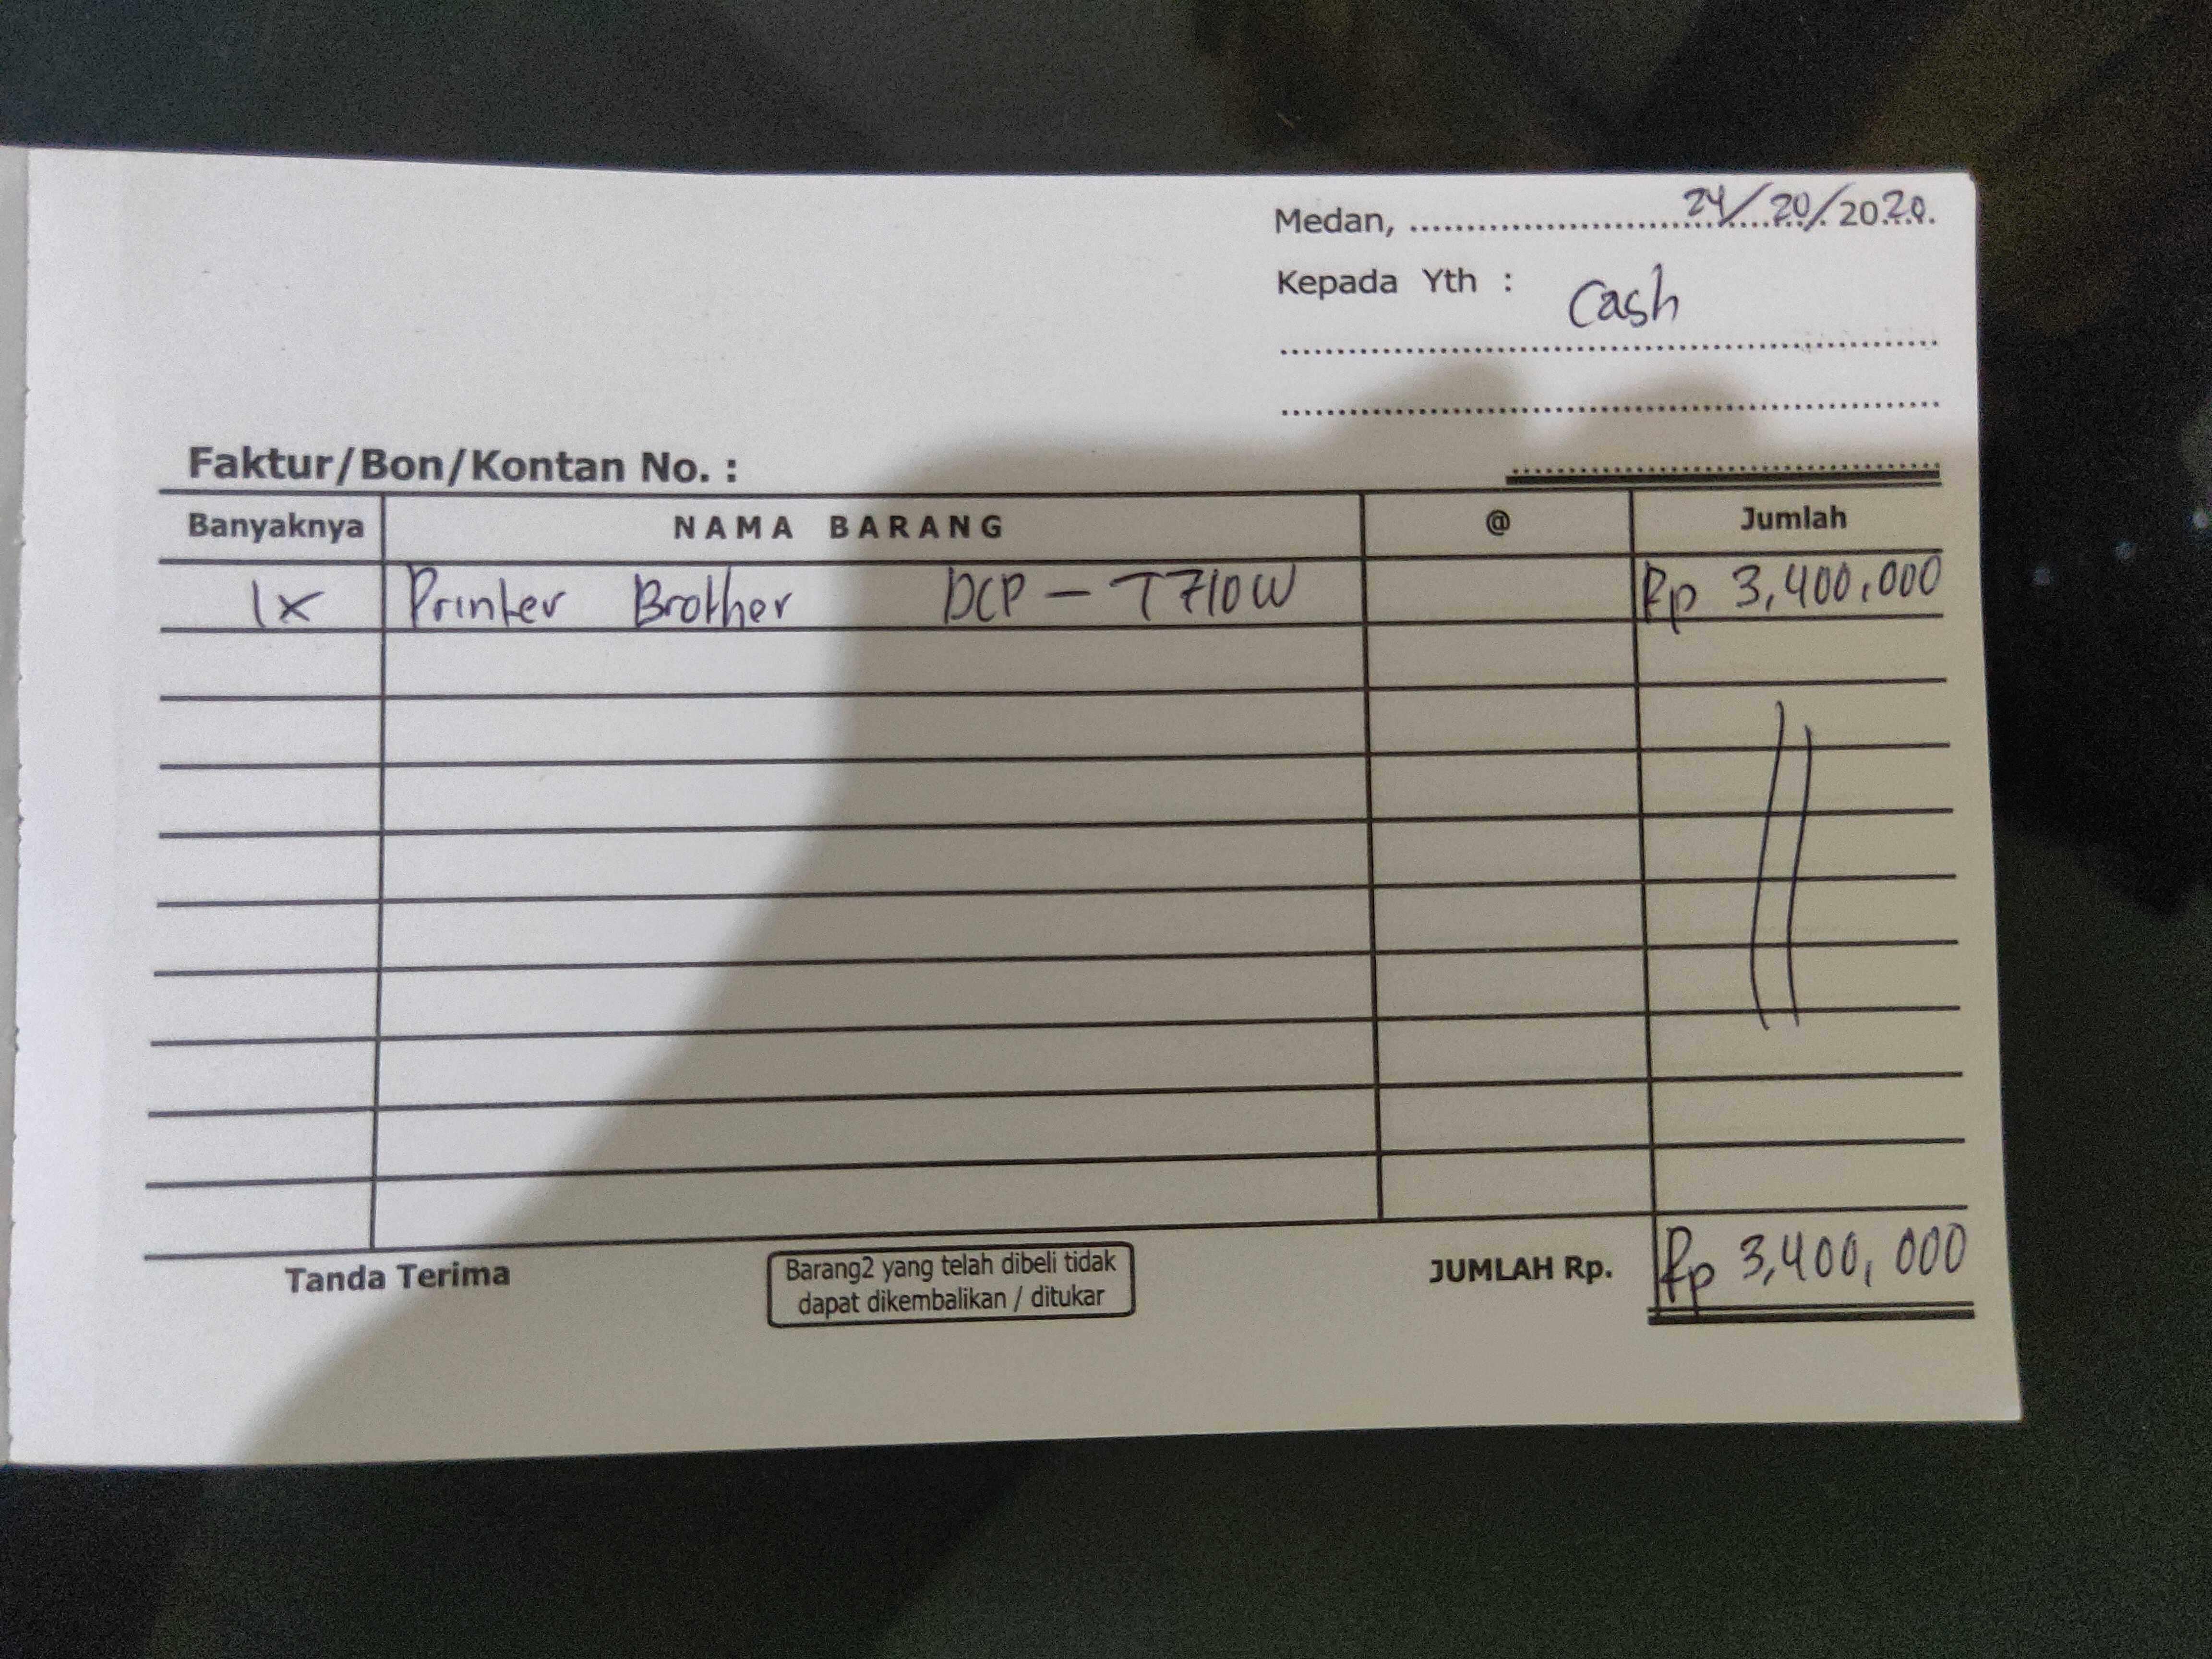 Medan, ........................ 24/20/2020.
Kepada Yth : Cash
Faktur/Bon/Kontan No. :
Banyaknya NAMA BARANG @ Jumlah
1x Printer Brother DCP - T710W Rp 3,400,000
Tanda Terima
Barang2 yang telah dibeli tidak
dapat dikembalikan / ditukar
JUMLAH Rp. Rp 3,400,000